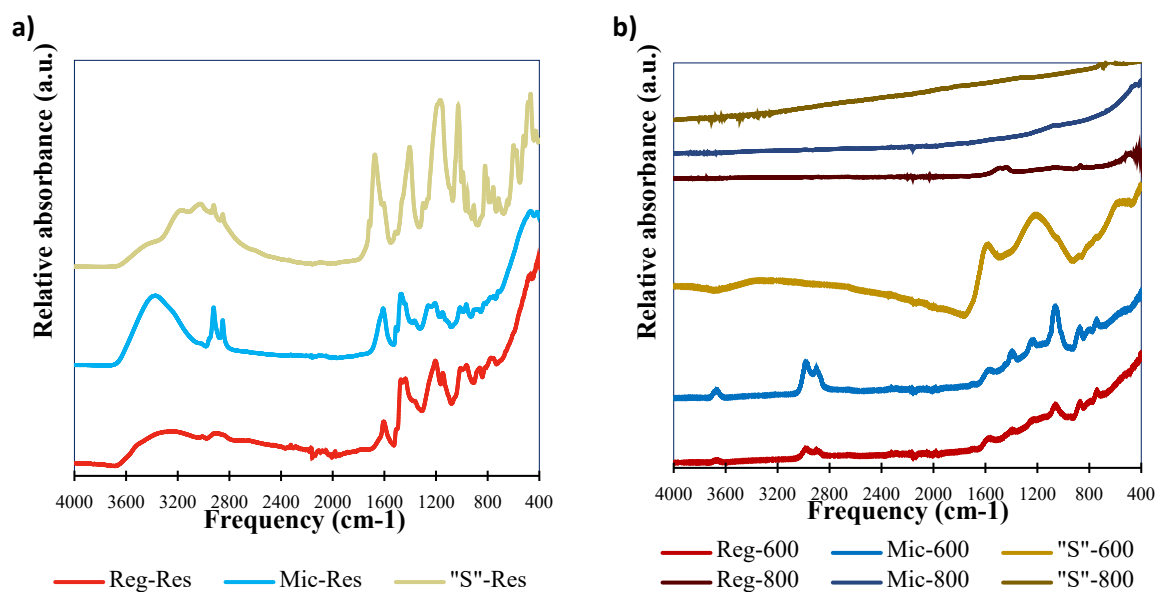 a)
Relative absorbance (a.u.)
4000 3600 3200 2800 2400 2000 1600 1200 800 400
Frequency (cm-1)
Reg-Res Mic-Res "S"-Res
b)
Relative absorbance (a.u.)
4000 3600 3200 2800 2400 2000 1600 1200 800 400
Frequency (cm-1)
Reg-600 Mic-600 "S"-600
Reg-800 Mic-800 "S"-800